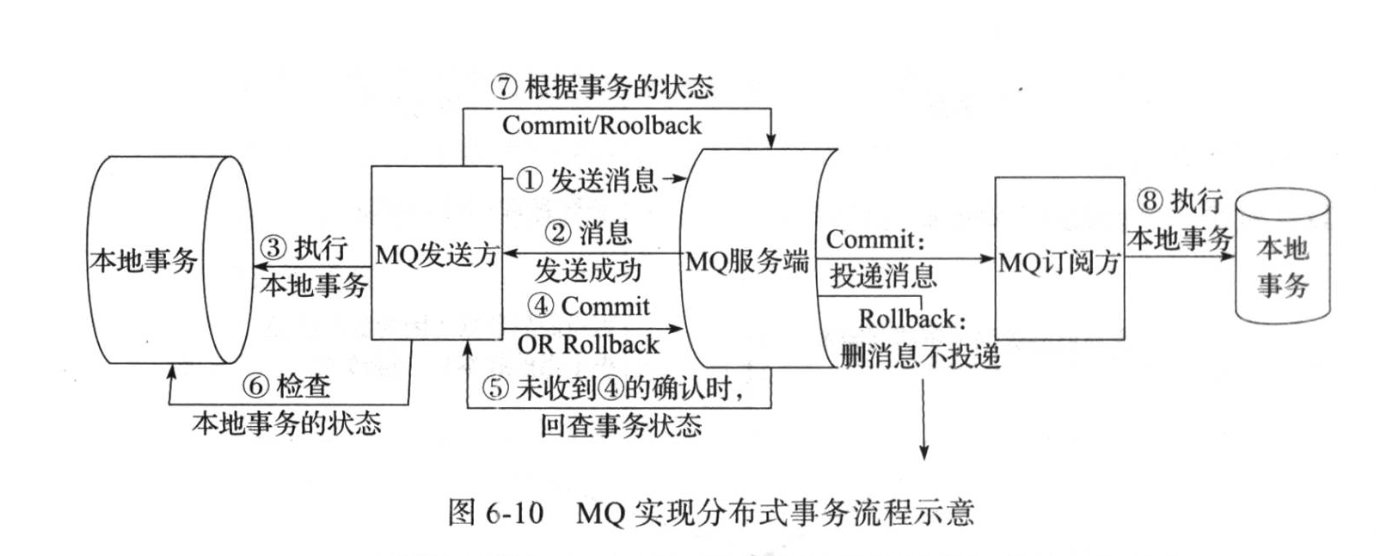 ⑦ 根据事务的状态
Commit/Roolback
① 发送消息
② 消息
发送成功
③ 执行
本地事务
④ Commit
OR Rollback
⑤ 未收到④的确认时，
回查事务状态
⑥ 检查
本地事务的状态
本地事务
MQ发送方
MQ服务端
Commit：
投递消息
Rollback：
删消息不投递
MQ订阅方
⑧ 执行
本地事务
本地
事务
图 6-10 MQ 实现分布式事务流程示意